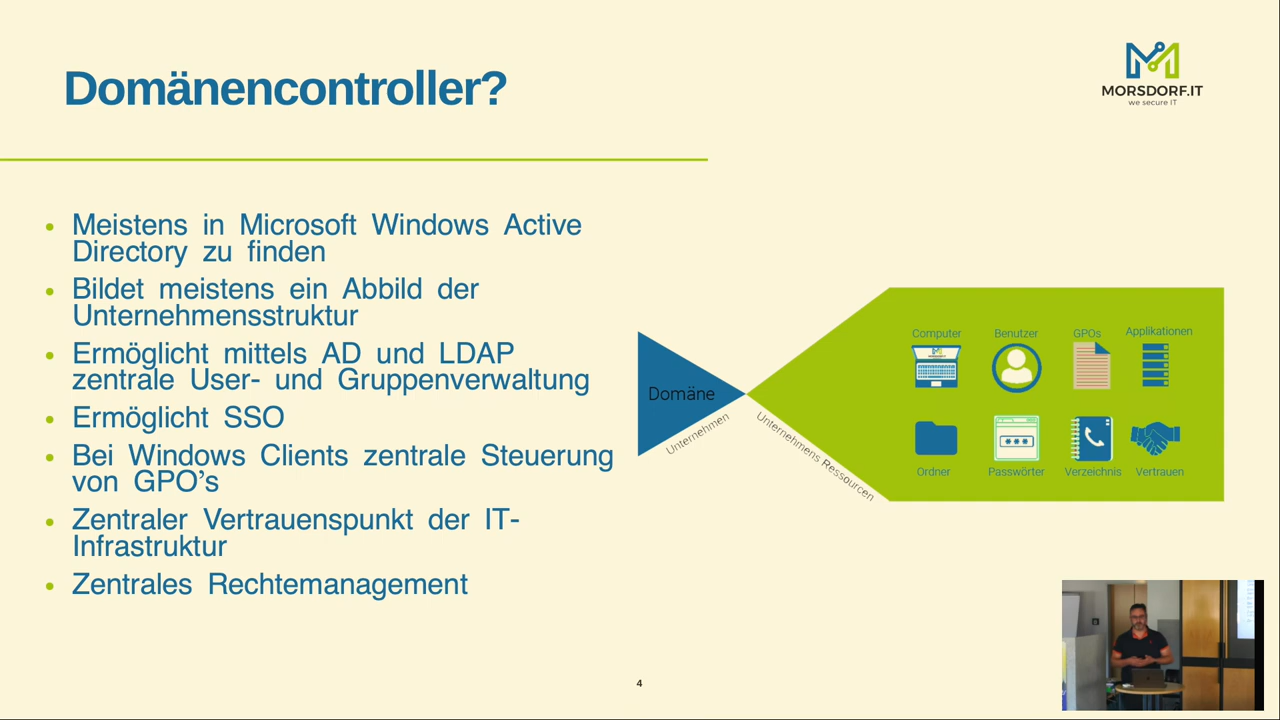 Domänencontroller?
MORSDORF.IT
we secure IT
Meistens in Microsoft Windows Active
Directory zu finden
Bildet meistens ein Abbild der
Unternehmensstruktur
Ermöglicht mittels AD und LDAP
zentrale User- und Gruppenverwaltung
Ermöglicht SSO
Bei Windows Clients zentrale Steuerung
von GPO’s
Zentraler Vertrauenspunkt der IT-
Infrastruktur
Zentrales Rechtemanagement
Domäne
Unternehmen
Unternehmens Ressourcen
Computer
Benutzer
GPOs
Applikationen
Ordner
Passwörter
Verzeichnis
Vertrauen
4